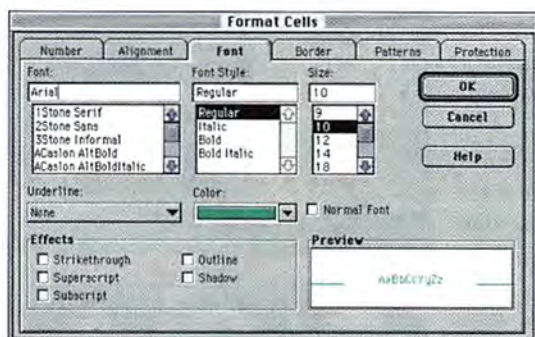 Format Cells
Number Alignment Font Border Patterns Protection
Font: Font Style: Size:
Arial Regular 10 OK
1Stone Serif Regular 9
2Stone Sans Italic 10 Cancel
3Stone Informal Bold 12
ACaslon AltBold Bold Italic 14 Help
ACaslon AltBoldItalic 18
Underline: Color:
None Normal Font
Effects Preview
Strikethrough Outline
Superscript Shadow AaBbCcYyZz
Subscript